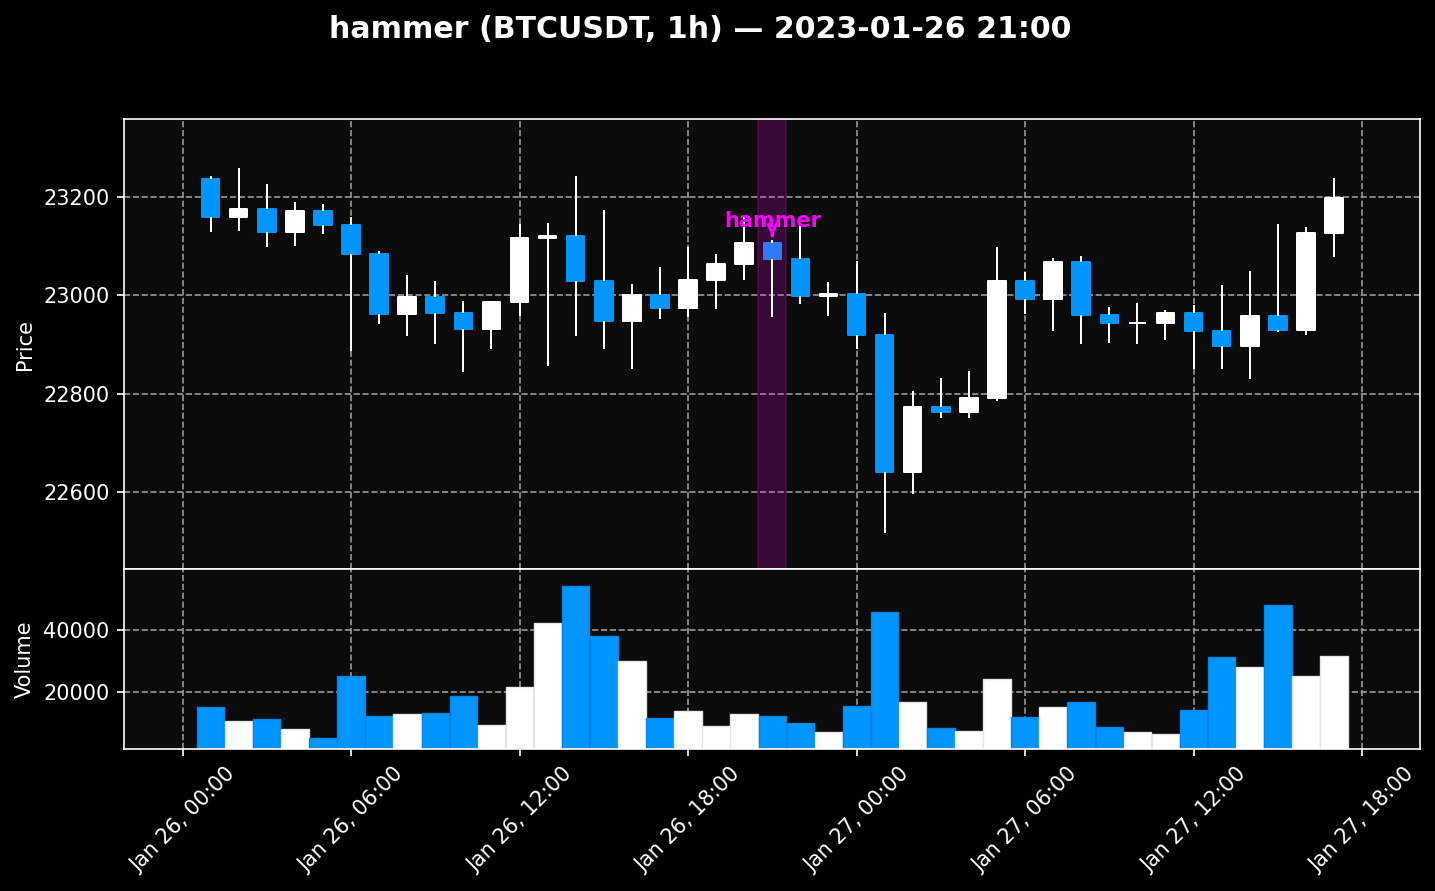 hammer (BTCUSDT, 1h) — 2023-01-26 21:00
Price
23200
23000
22800
22600
hammer
Volume
40000
20000
Jan 26, 00:00
Jan 26, 06:00
Jan 26, 12:00
Jan 26, 18:00
Jan 27, 00:00
Jan 27, 06:00
Jan 27, 12:00
Jan 27, 18:00